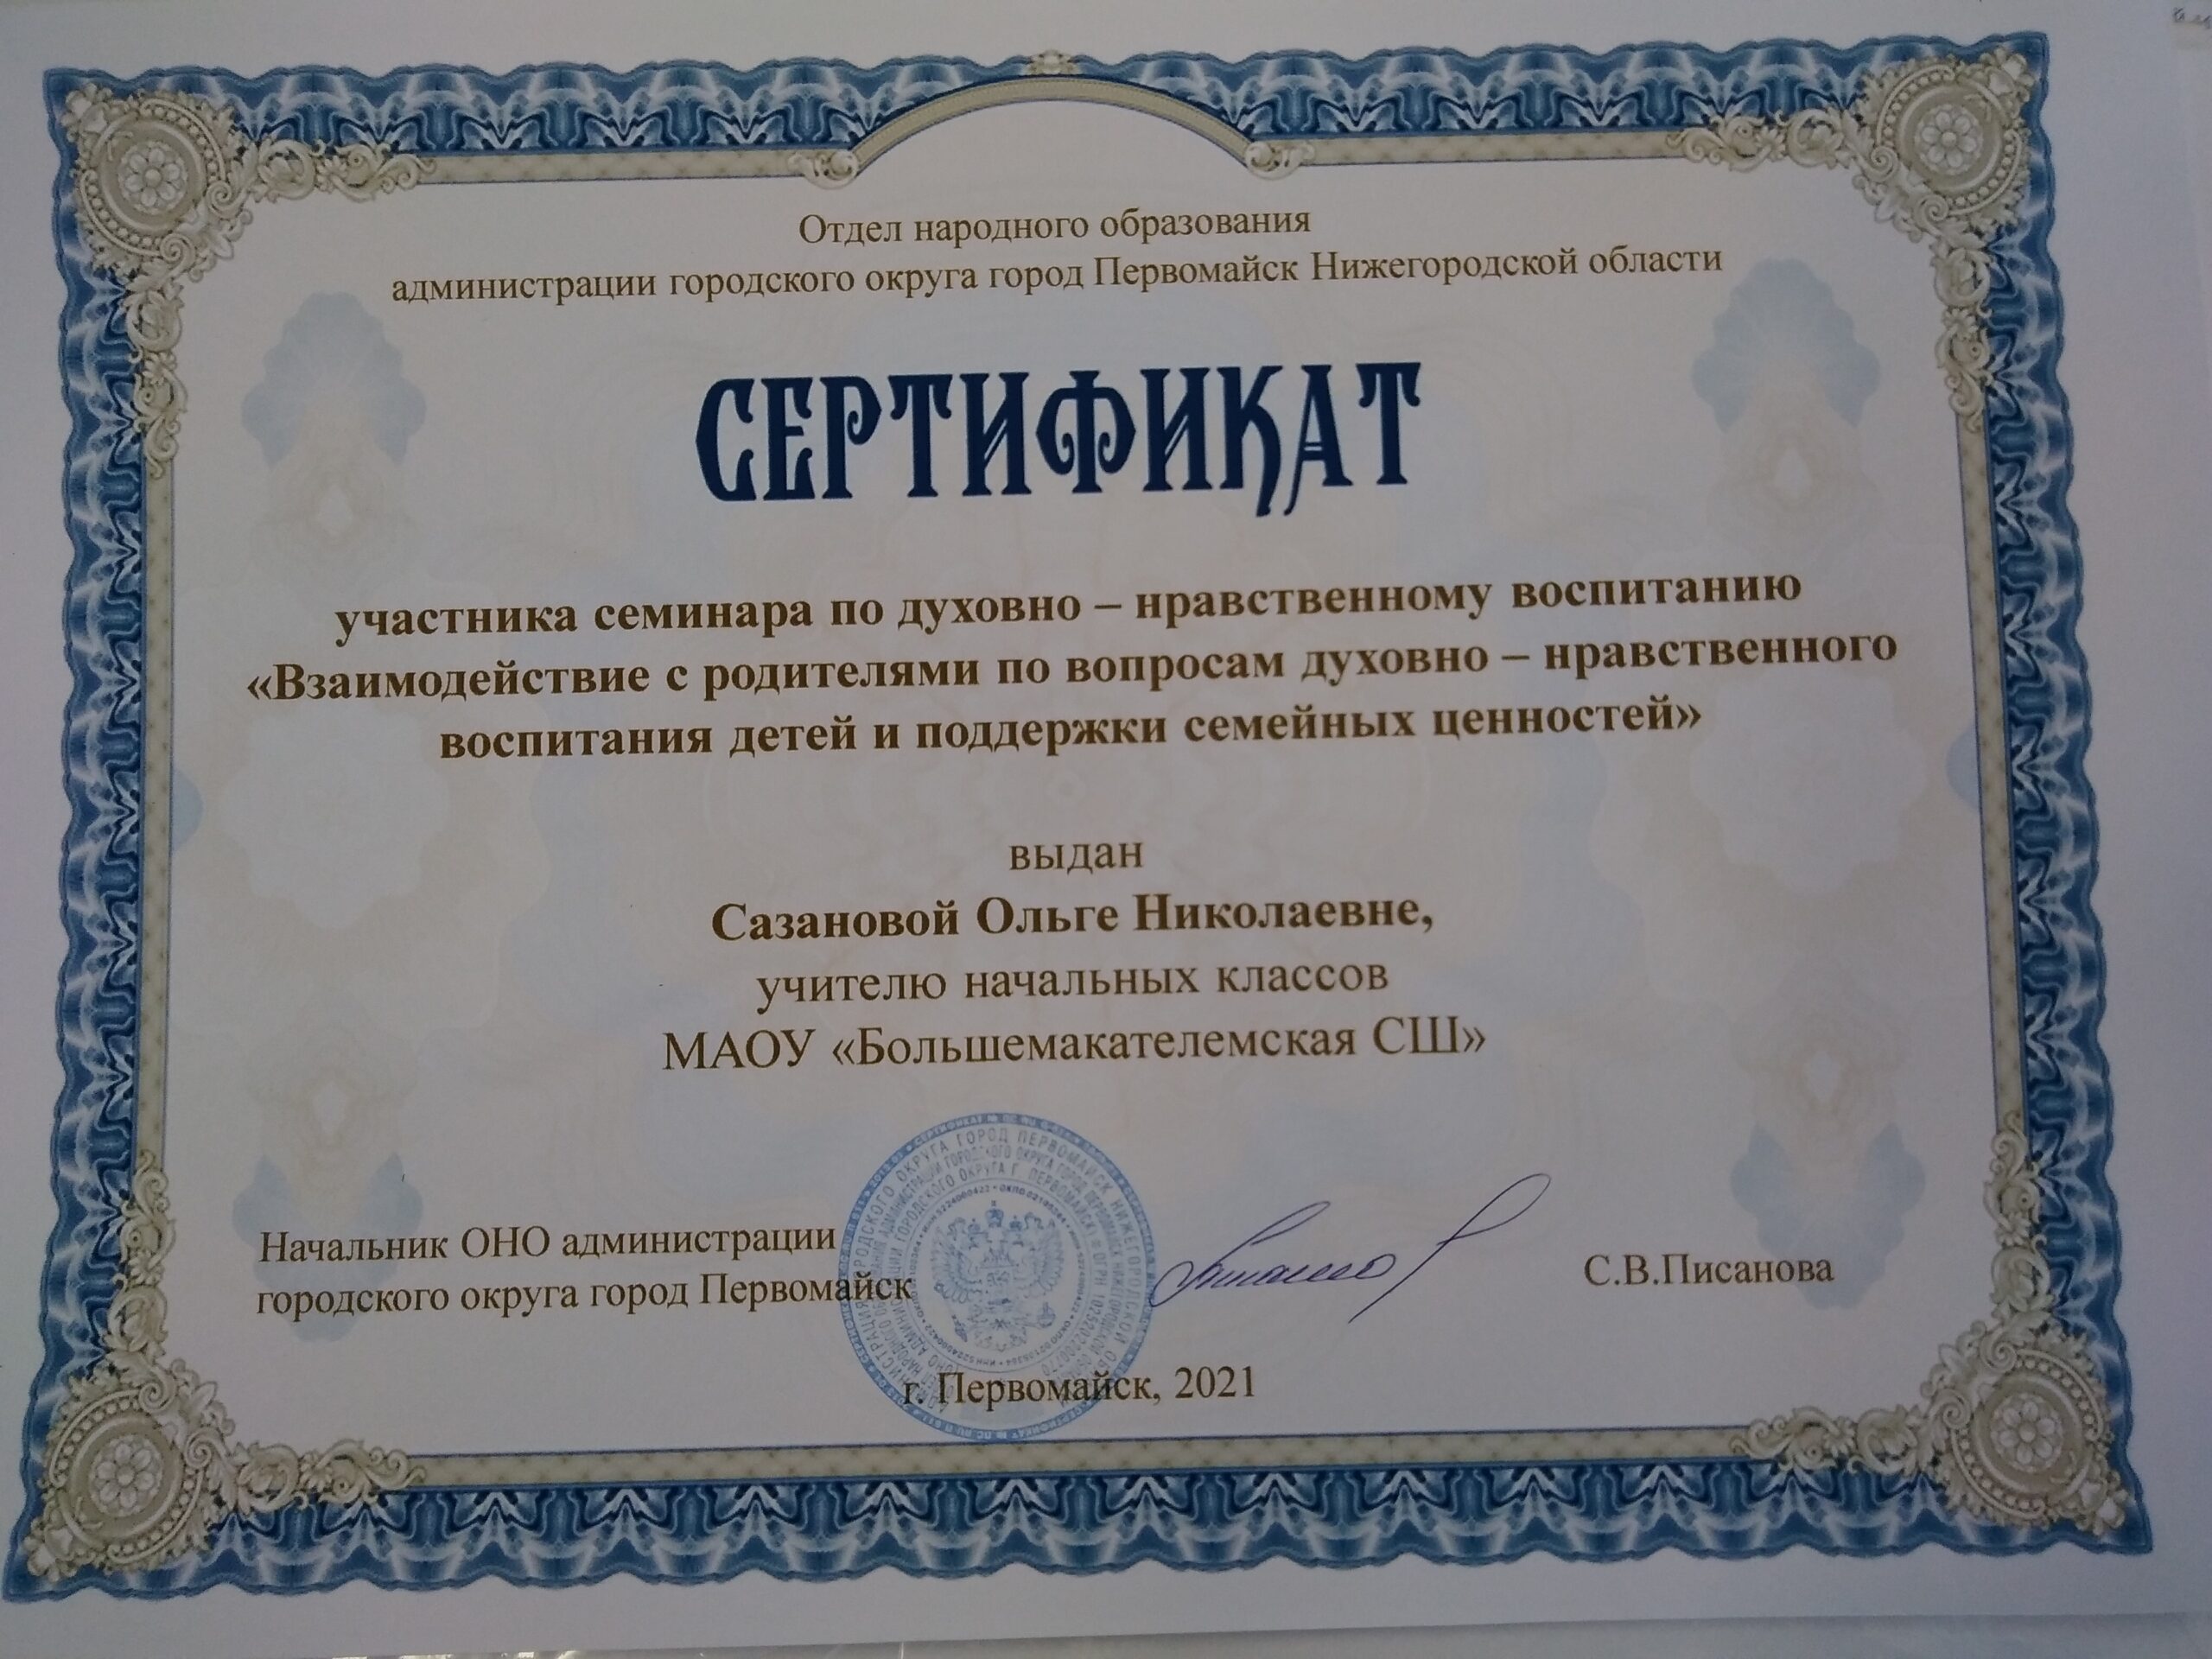 Отдел народного образования
администрации городского округа город Первомайск Нижегородской области
СЕРТИФИКАТ
участника семинара по духовно – нравственному воспитанию
«Взаимодействие с родителями по вопросам духовно – нравственного
воспитания детей и поддержки семейных ценностей»
выдан
Сазановой Ольге Николаевне,
учителю начальных классов
МАОУ «Большемакателемская СШ»
Начальник ОНО администрации
городского округа город Первомайск
С.В.Писанова
г. Первомайск, 2021